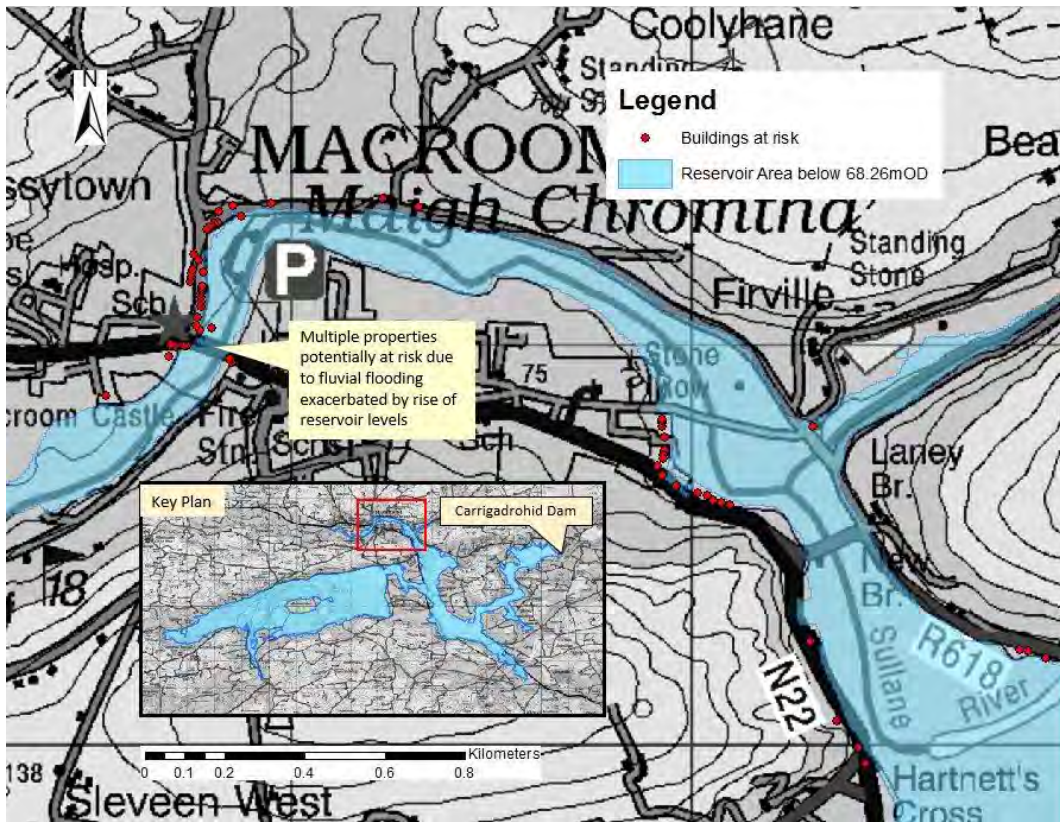 Coolyhane
Standing
N
Legend
Buildings at risk
Reservoir Area below 68.26mOD
MACROOM
Bea
Maigh Chromtha
ssytown
Standing
Stone
Hosp.
P
Firville
Sch
Multiple properties
potentially at risk due
to fluvial flooding
exacerbated by rise of
reservoir levels
Stone
Row
75
croom Castle
Fire
Stn
Schs
Sch
Laney
Br.
Key Plan
Carrigadrohid Dam
18
New
Br.
Sullane
R618
River
N22
Kilometers
0 0.1 0.2 0.4 0.6 0.8
138
Sleveen West
Hartnett's
Cross